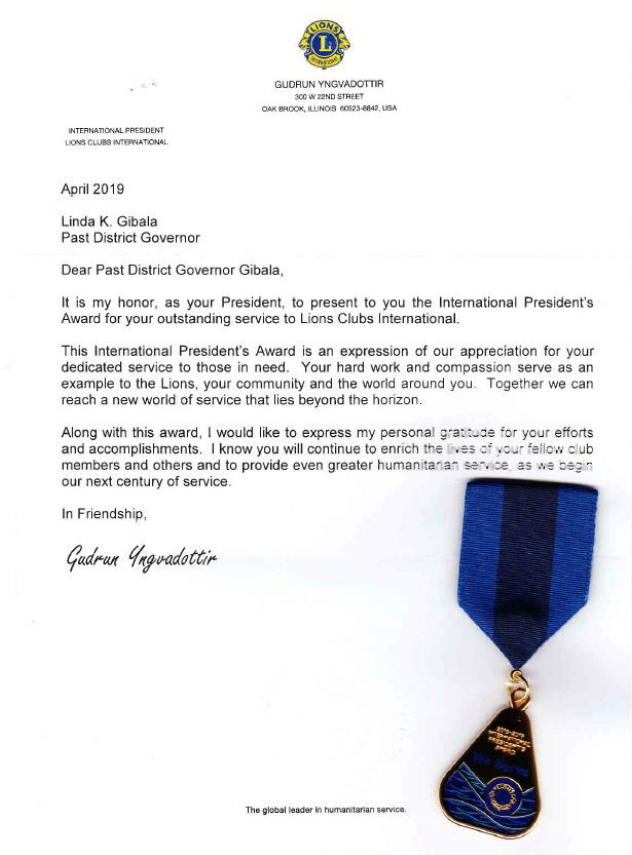 LIONS
L
INTERNATIONAL
GUDRUN YNGVADOTTIR
300 W 22ND STREET
OAK BROOK, ILLINOIS 60523-8842, USA
INTERNATIONAL PRESIDENT
LIONS CLUBS INTERNATIONAL
April 2019
Linda K. Gibala
Past District Governor
Dear Past District Governor Gibala,
It is my honor, as your President, to present to you the International President's
Award for your outstanding service to Lions Clubs International.
This International President's Award is an expression of our appreciation for your
dedicated service to those in need. Your hard work and compassion serve as an
example to the Lions, your community and the world around you. Together we can
reach a new world of service that lies beyond the horizon.
Along with this award, I would like to express my personal gratitude for your efforts
and accomplishments. I know you will continue to enrich the lives of your fellow club
members and others and to provide even greater humanitarian service, as we begin
our next century of service.
In Friendship,
Gudrun Yngvadottir
2018-2019
INTERNATIONAL
PRESIDENT'S
AWARD
We Serve
The global leader in humanitarian service.